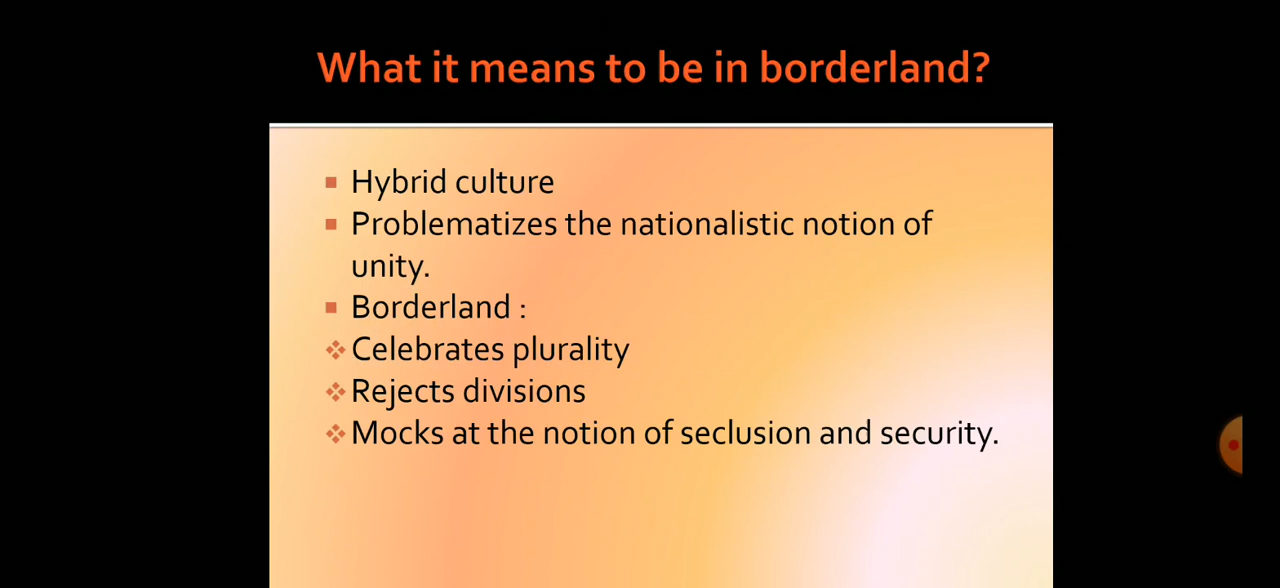 What it means to be in borderland?
Hybrid culture
Problematizes the nationalistic notion of
unity.
Borderland :
Celebrates plurality
Rejects divisions
Mocks at the notion of seclusion and security.